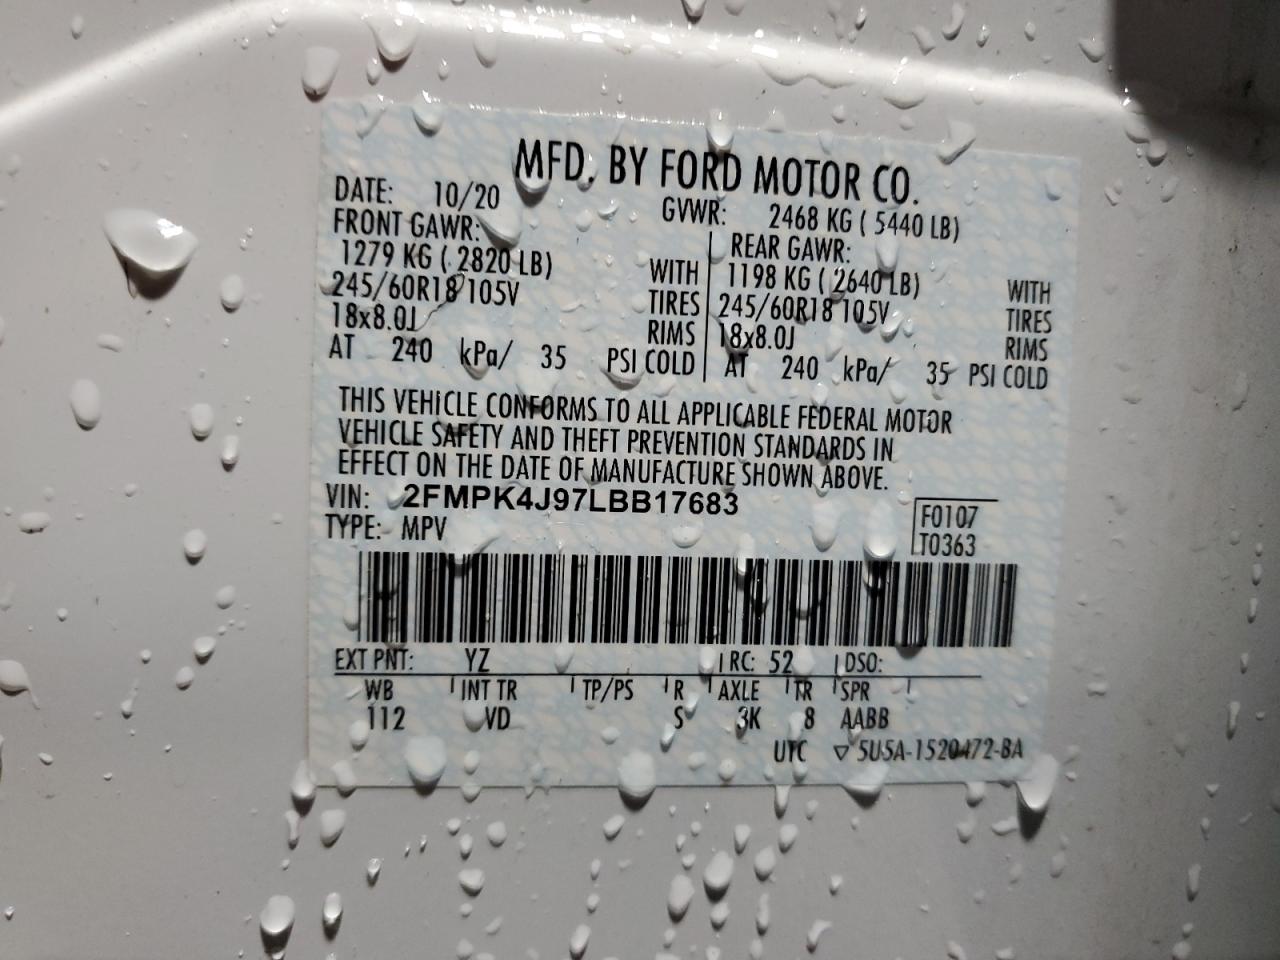 MFD. BY FORD MOTOR CO.
DATE: 10/20 GVWR: 2468 KG ( 5440 LB)
FRONT GAWR: REAR GAWR:
1279 KG ( 2820 LB) WITH 1198 KG ( 2640 LB) WITH
245/60R18 105V TIRES 245/60R18 105V TIRES
18x8.0J RIMS 18x8.0J RIMS
AT 240 kPa/ 35 PSI COLD AT 240 kPa/ 35 PSI COLD
THIS VEHICLE CONFORMS TO ALL APPLICABLE FEDERAL MOTOR
VEHICLE SAFETY AND THEFT PREVENTION STANDARDS IN
EFFECT ON THE DATE OF MANUFACTURE SHOWN ABOVE.
VIN: 2FMPK4J97LBB17683
TYPE: MPV
F0107
T0363
EXT PNT: YZ RC: 52 DSO:
WB INT TR TP/PS R AXLE TR SPR
112 VD S 3K 8 AABB
UTC ▽ 5U5A-1520472-BA